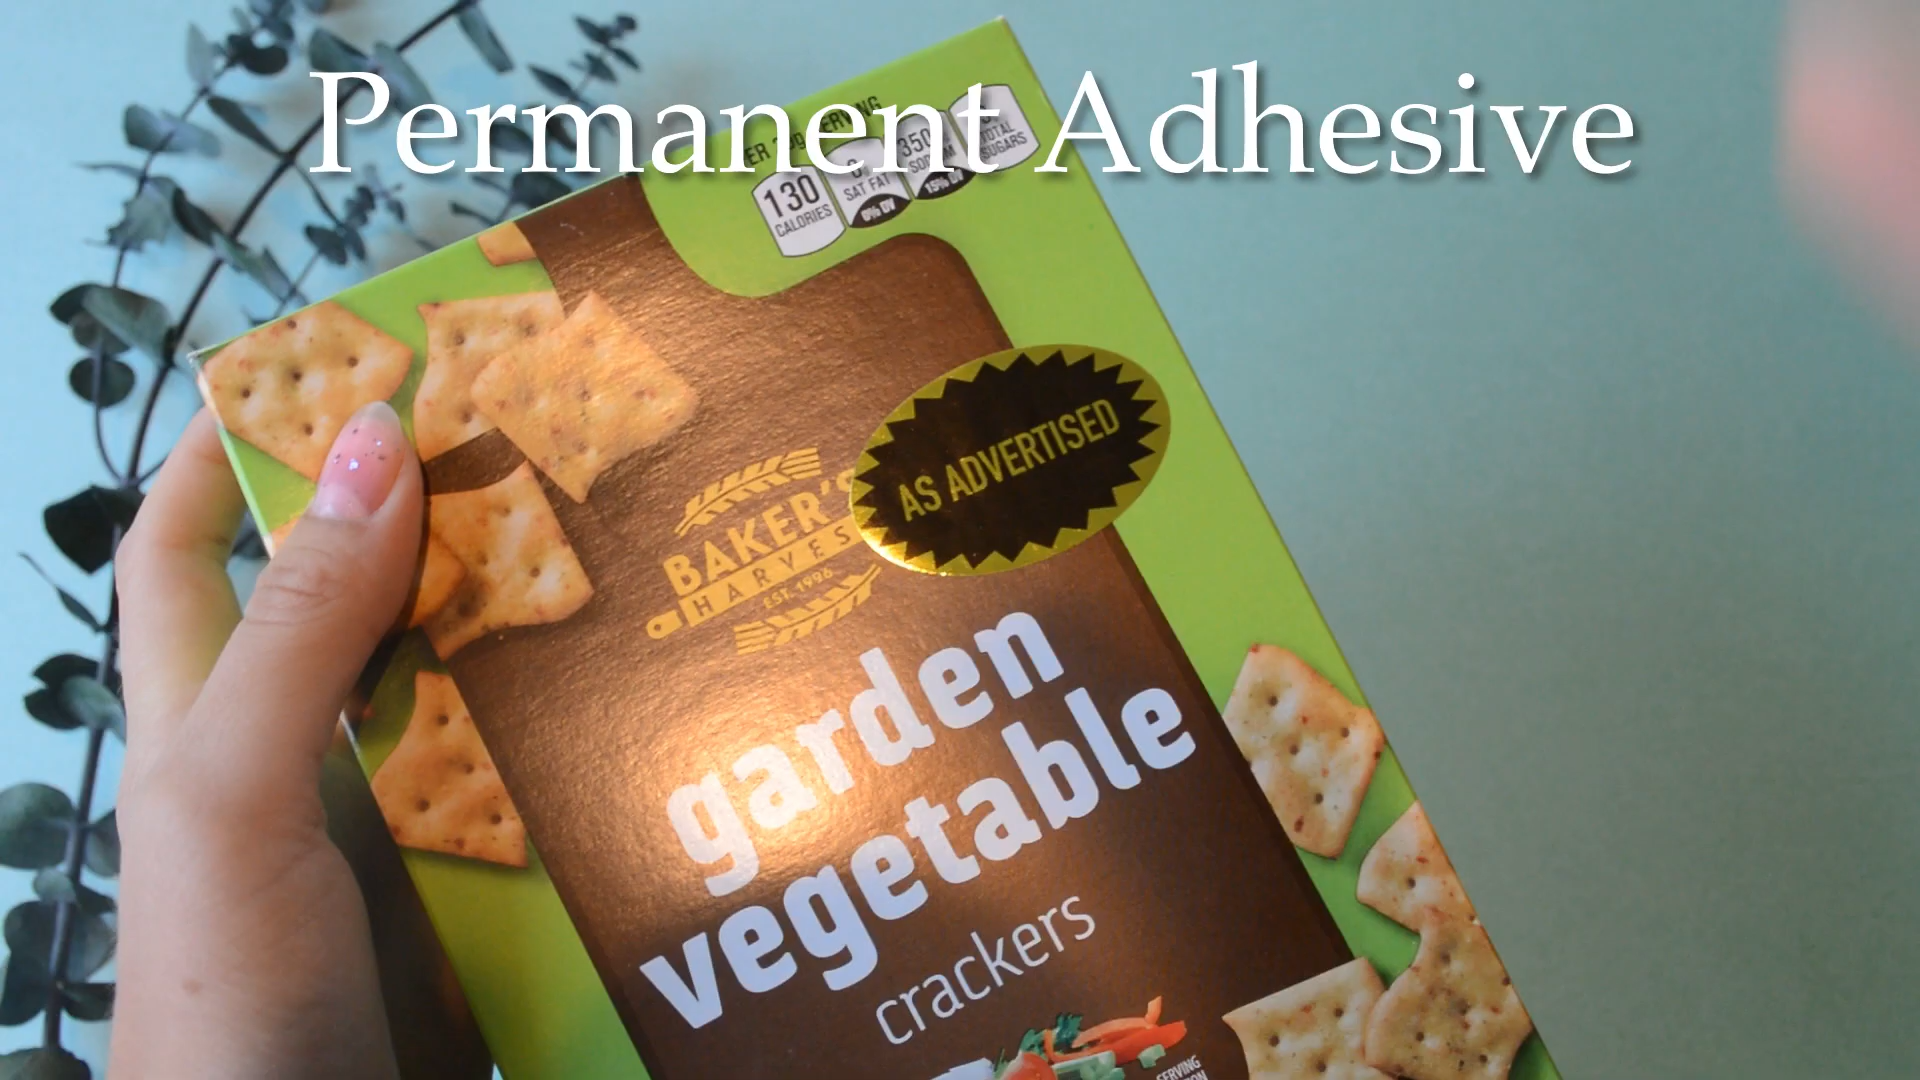 Permanent Adhesive
130
CALORIES
SAT FAT
0% DV
350
15% DV
TOTAL
SUGARS
AS ADVERTISED
BAKER'S
HARVES
EST. 1996
garden
vegetable
crackers